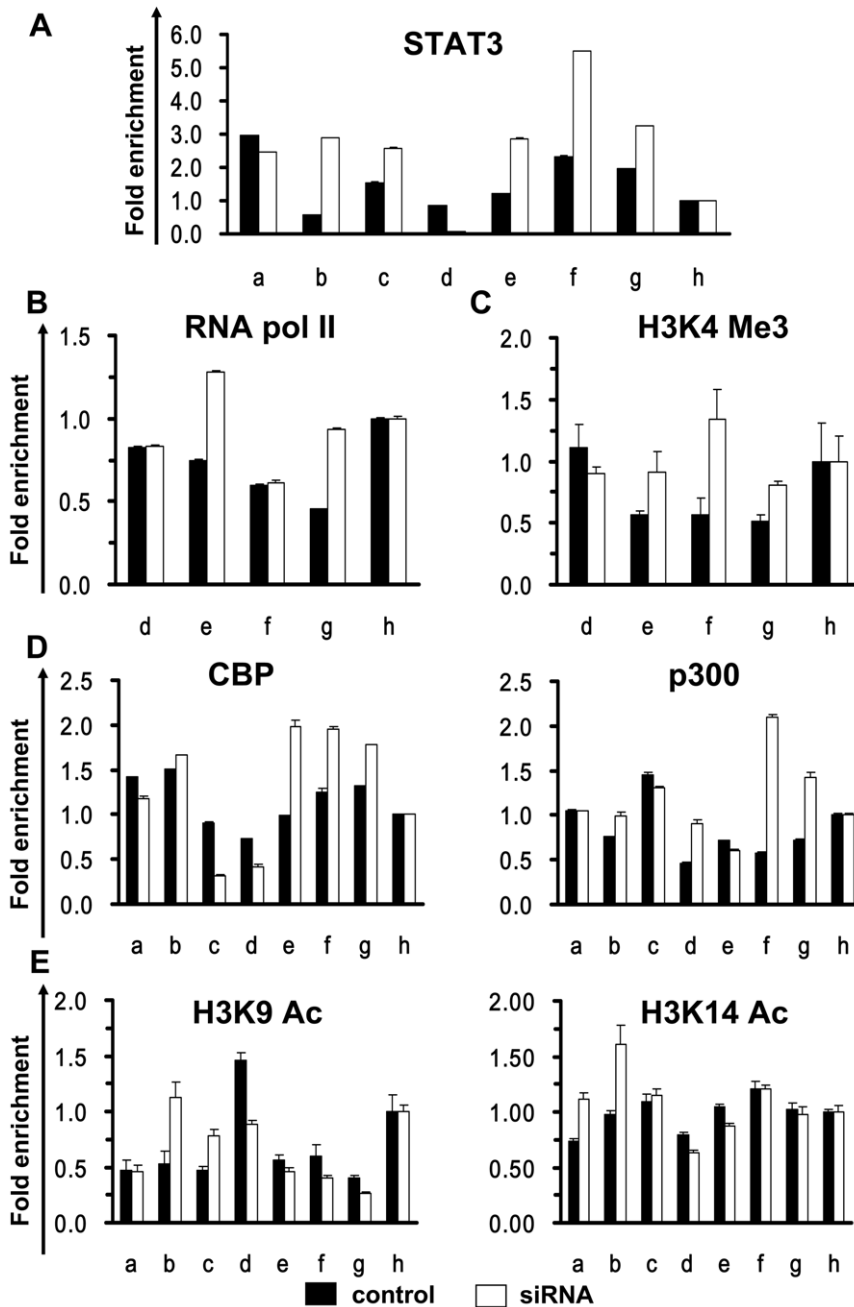 A
STAT3
Fold enrichment
6.0
5.0
4.0
3.0
2.0
1.0
0.0
a b c d e f g h
B
RNA pol II
Fold enrichment
1.5
1.0
0.5
0.0
d e f g h
C
H3K4 Me3
2.0
1.5
1.0
0.5
0.0
d e f g h
D
CBP
Fold enrichment
2.5
2.0
1.5
1.0
0.5
0.0
a b c d e f g h
p300
2.5
2.0
1.5
1.0
0.5
0.0
a b c d e f g h
E
H3K9 Ac
Fold enrichment
2.0
1.5
1.0
0.5
0.0
a b c d e f g h
H3K14 Ac
2.00
1.50
1.00
0.50
0.00
a b c d e f g h
control siRNA